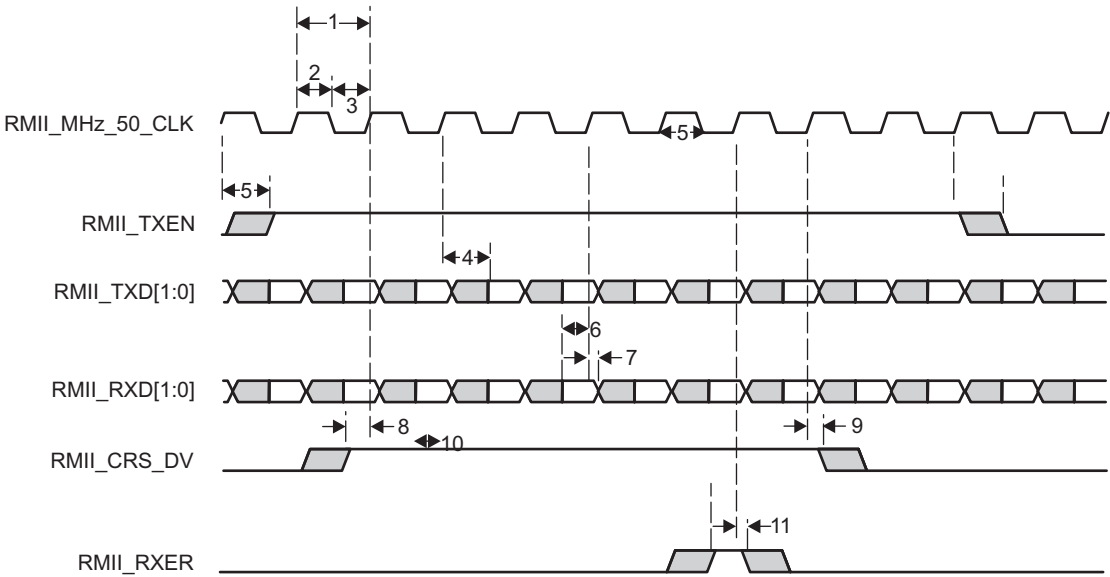 1
2
3
RMII_MHz_50_CLK
5
5
RMII_TXEN
4
RMII_TXD[1:0]
6
7
RMII_RXD[1:0]
8
9
10
RMII_CRS_DV
11
RMII_RXER